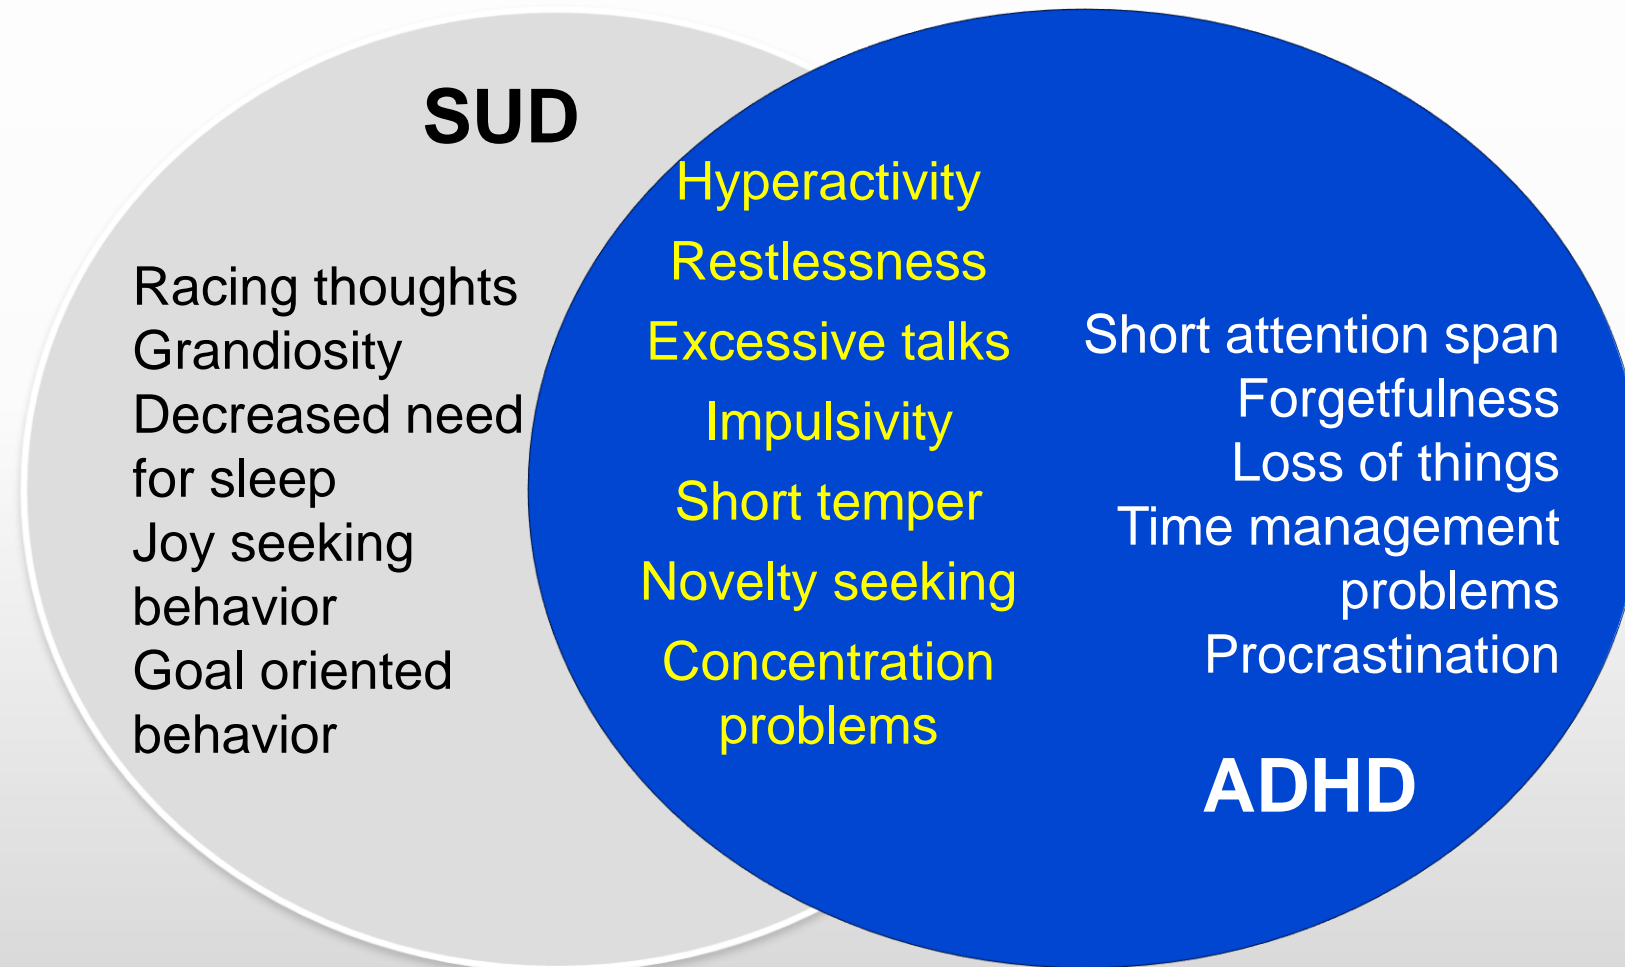 SUD
Racing thoughts
Grandiosity
Decreased need
for sleep
Joy seeking
behavior
Goal oriented
behavior
Hyperactivity
Restlessness
Excessive talks
Impulsivity
Short temper
Novelty seeking
Concentration
problems
Short attention span
Forgetfulness
Loss of things
Time management
problems
Procrastination
ADHD